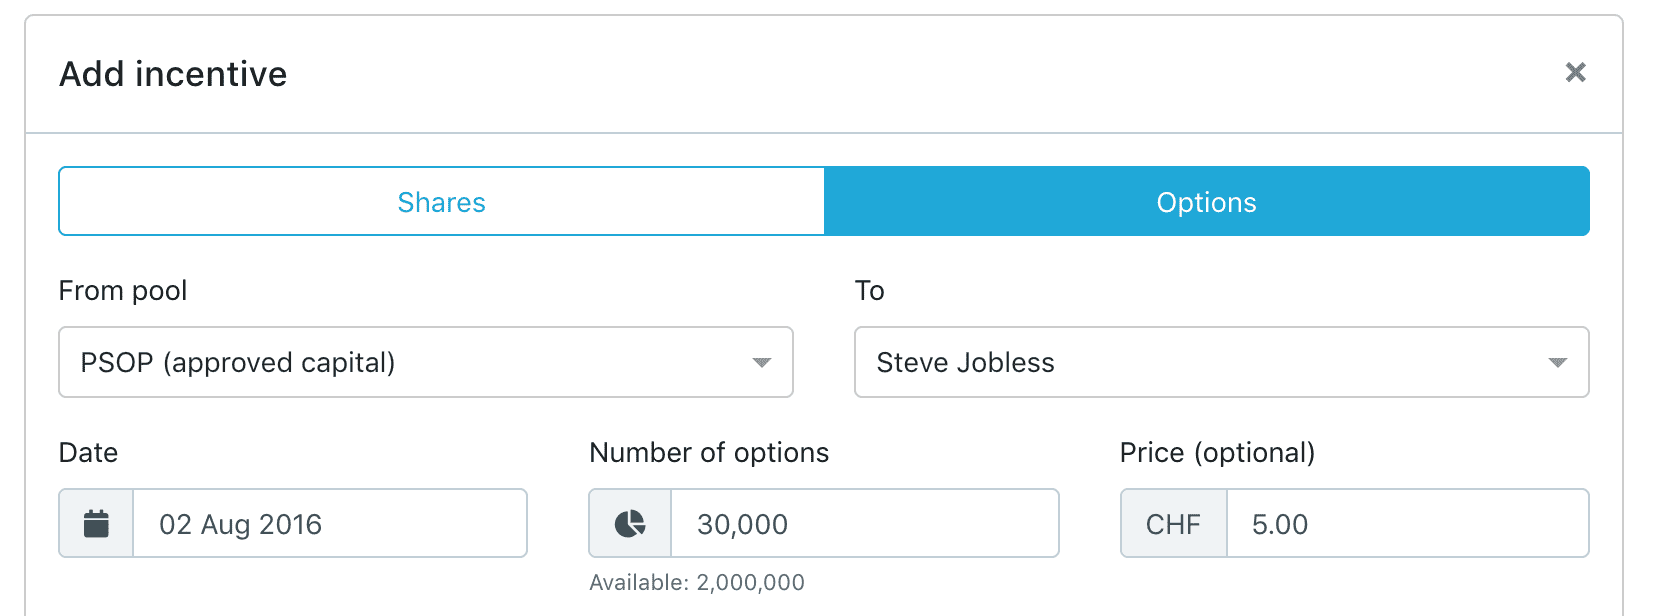 Add incentive
Shares
Options
From pool
To
PSOP (approved capital)
Steve Jobless
Date
Number of options
Price (optional)
02 Aug 2016
30,000
CHF
5.00
Available: 2,000,000